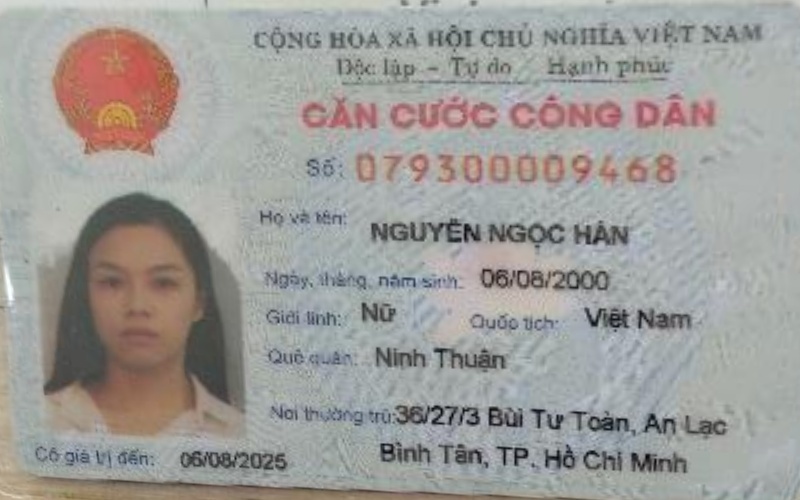 CỘNG HÒA XÃ HỘI CHỦ NGHĨA VIỆT NAM
Độc lập – Tự do Hạnh phúc
CĂN CƯỚC CÔNG DÂN
Số: 079300009468
Họ và tên: NGUYỄN NGỌC HÂN
Ngày, tháng, năm sinh: 06/08/2000
Giới tính: Nữ Quốc tịch: Việt Nam
Quê quán: Ninh Thuận
Nơi thường trú: 36/27/3 Bùi Tư Toàn, An Lạc
Bình Tân, TP. Hồ Chí Minh
Có giá trị đến: 06/08/2025